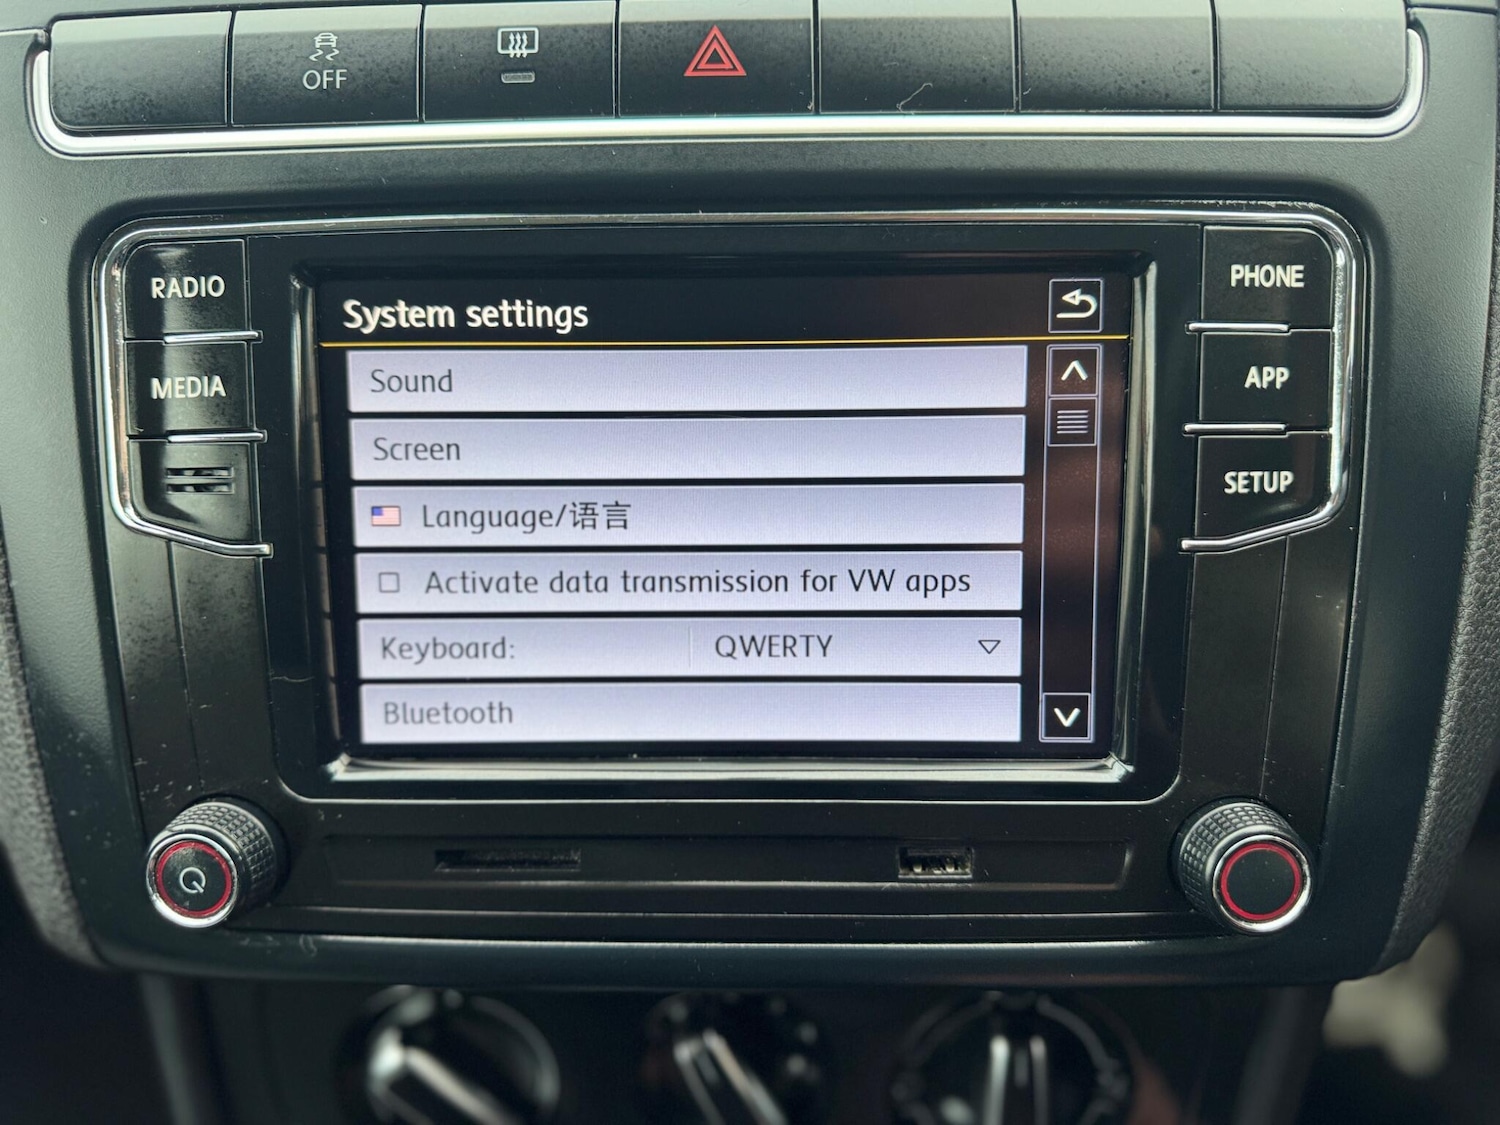 OFF
RADIO
MEDIA
System settings
Sound
Screen
Language/语言
Activate data transmission for VW apps
Keyboard: QWERTY
Bluetooth
PHONE
APP
SETUP